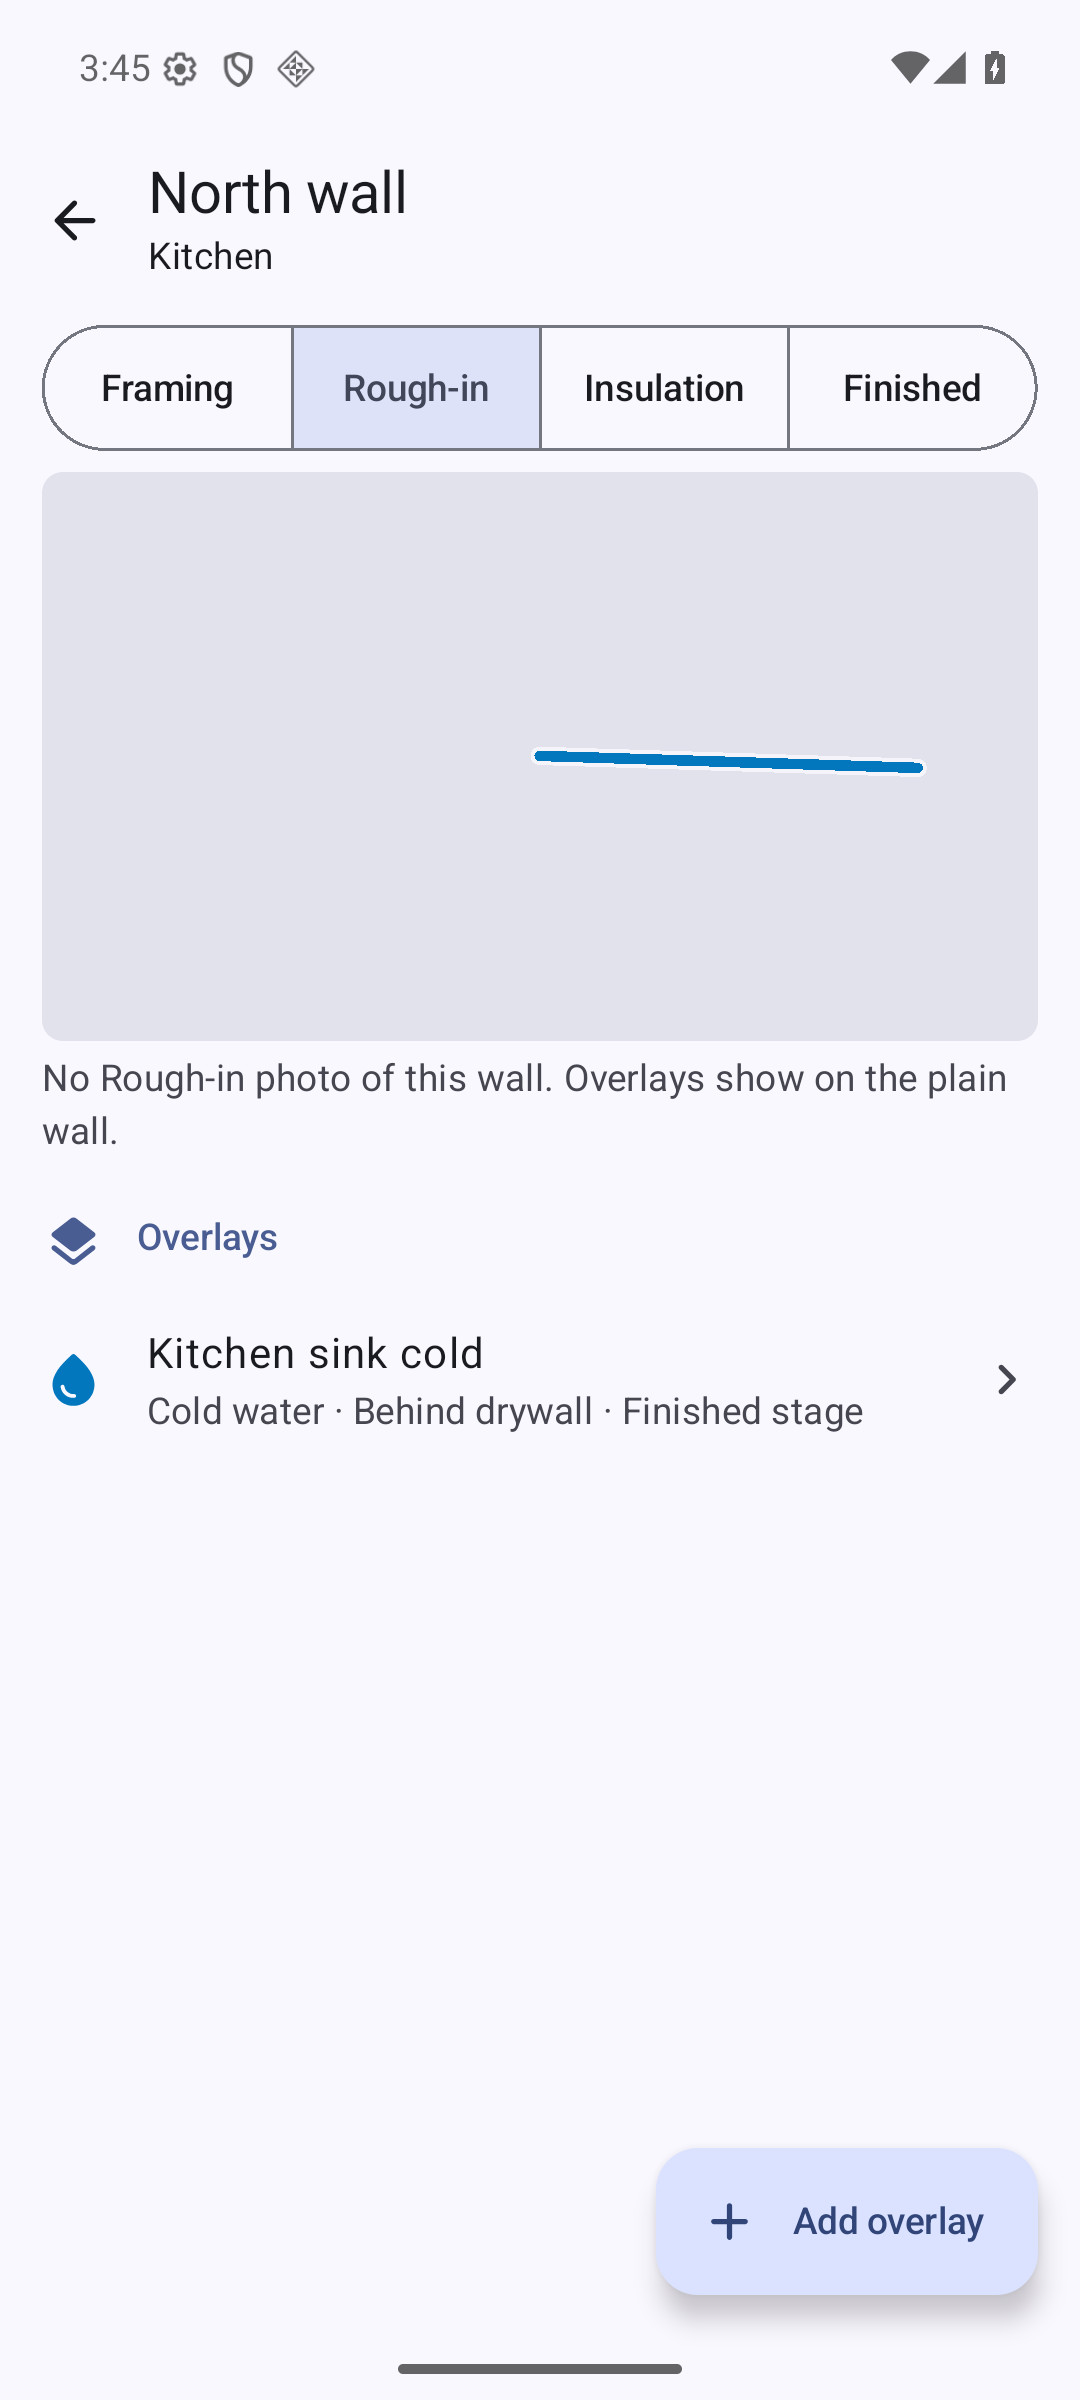 3:45
North wall
Kitchen
Framing
Rough-in
Insulation
Finished
No Rough-in photo of this wall. Overlays show on the plain
wall.
Overlays
Kitchen sink cold
Cold water · Behind drywall · Finished stage
Add overlay